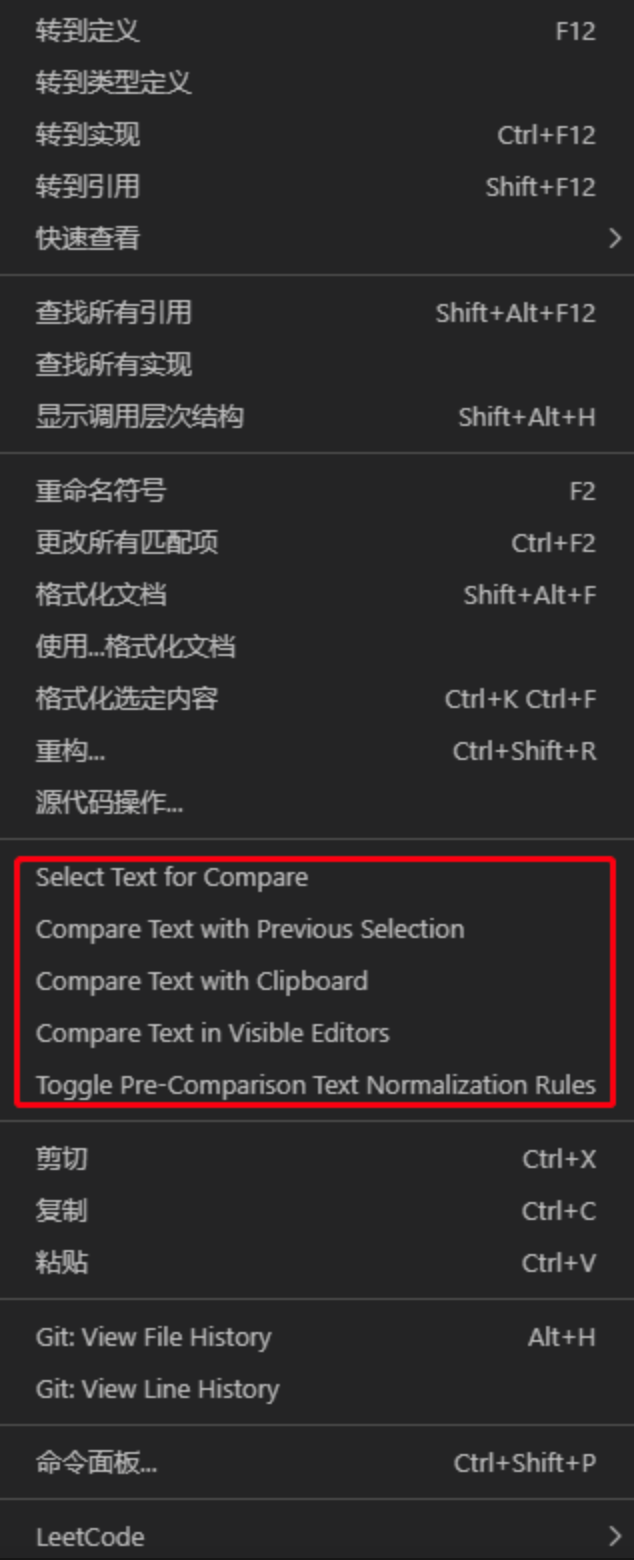 转到定义 F12
转到类型定义
转到实现 Ctrl+F12
转到引用 Shift+F12
快速查看
查找所有引用 Shift+Alt+F12
查找所有实现
显示调用层次结构 Shift+Alt+H
重命名符号 F2
更改所有匹配项 Ctrl+F2
格式化文档 Shift+Alt+F
使用...格式化文档
格式化选定内容 Ctrl+K Ctrl+F
重构... Ctrl+Shift+R
源代码操作...
Select Text for Compare
Compare Text with Previous Selection
Compare Text with Clipboard
Compare Text in Visible Editors
Toggle Pre-Comparison Text Normalization Rules
剪切 Ctrl+X
复制 Ctrl+C
粘贴 Ctrl+V
Git: View File History Alt+H
Git: View Line History
命令面板... Ctrl+Shift+P
LeetCode